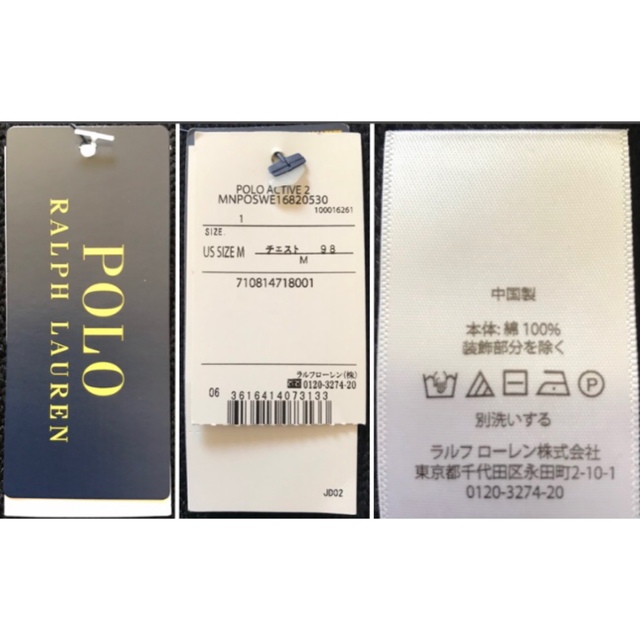 POLO
RALPH LAUREN
POLO ACTIVE 2
MNPOSWE16820530
100016261
1
SIZE.
US SIZE M チェスト 98
M
710814718001
ラルフローレン(株)
0120-3274-20
06
3616414073133
JD02
中国製
本体: 綿 100%
装飾部分を除く
別洗いする
ラルフ ローレン株式会社
東京都千代田区永田町2-10-1
0120-3274-20